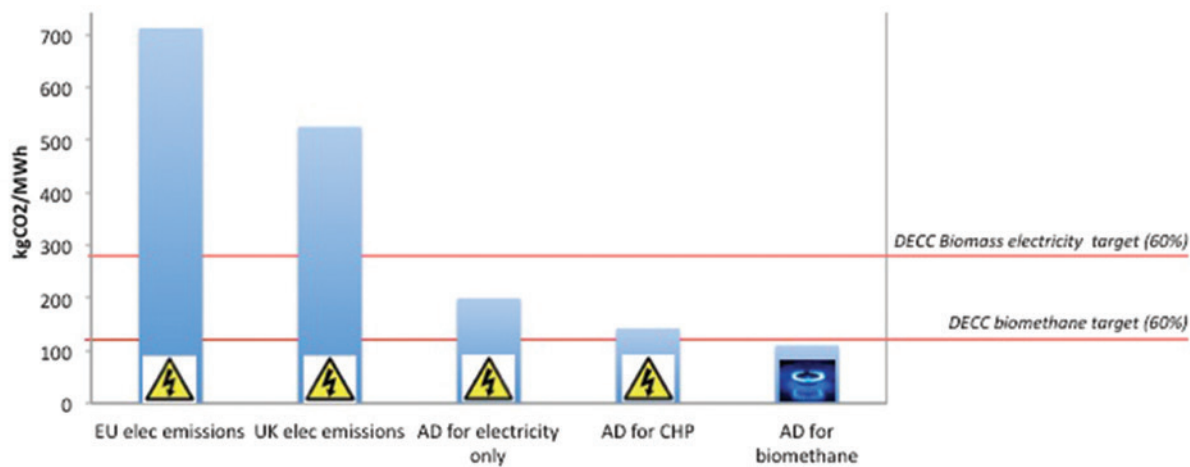 kgCO2/MWh
700
600
500
400
300
200
100
0
DECC Biomass electricity target (60%)
DECC biomethane target (60%)
EU elec emissions
UK elec emissions
AD for electricity
only
AD for CHP
AD for
biomethane